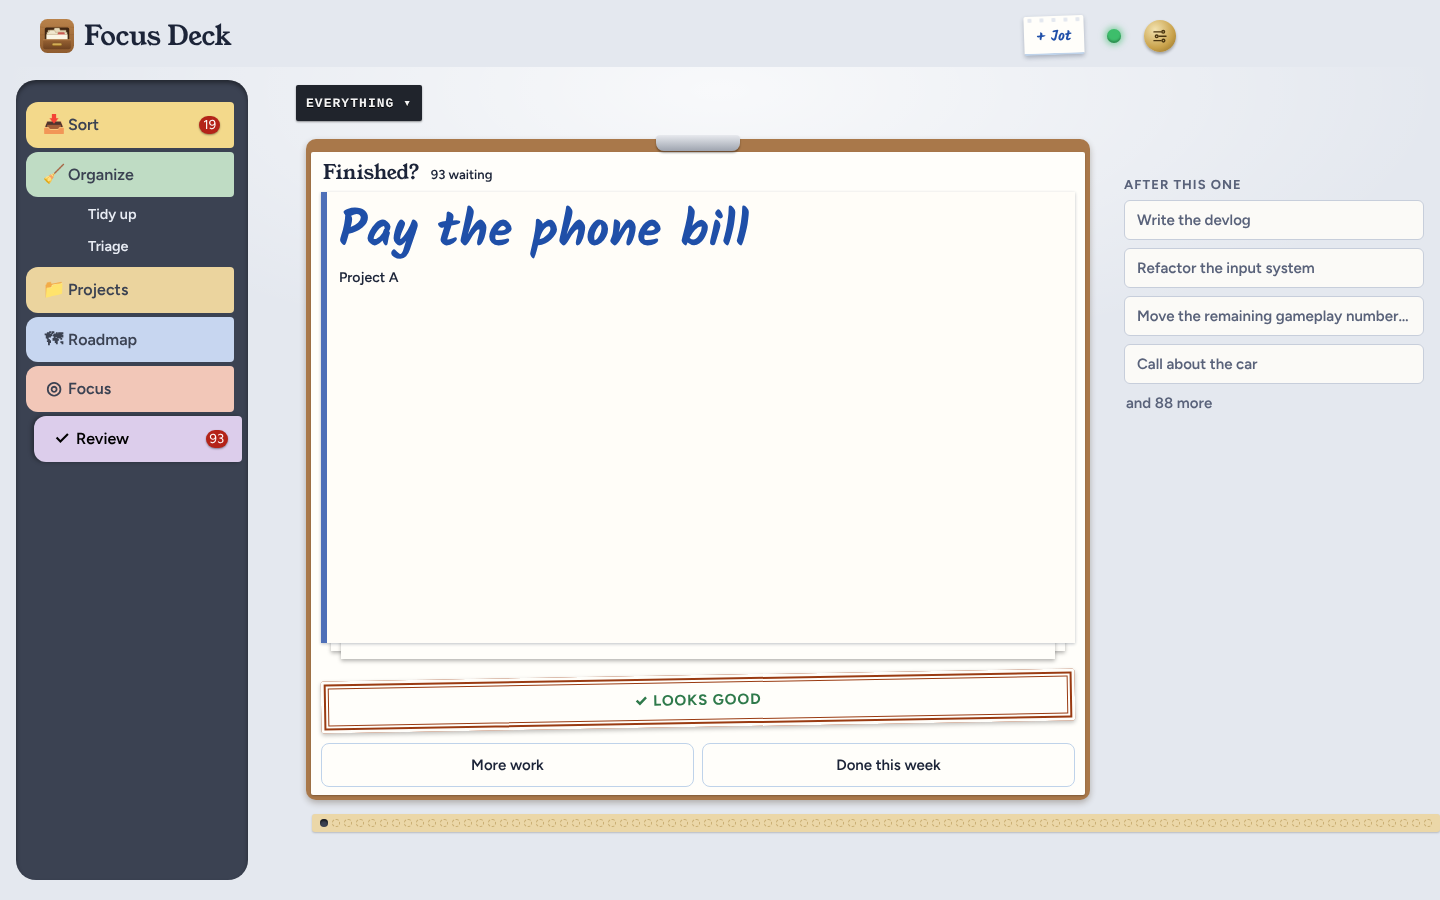 Focus Deck
+ Jot
EVERYTHING ▾
Sort 19
Organize
Tidy up
Triage
Projects
Roadmap
Focus
✓ Review 93
Finished? 93 waiting
Pay the phone bill
Project A
✓ LOOKS GOOD
More work
Done this week
AFTER THIS ONE
Write the devlog
Refactor the input system
Move the remaining gameplay number...
Call about the car
and 88 more